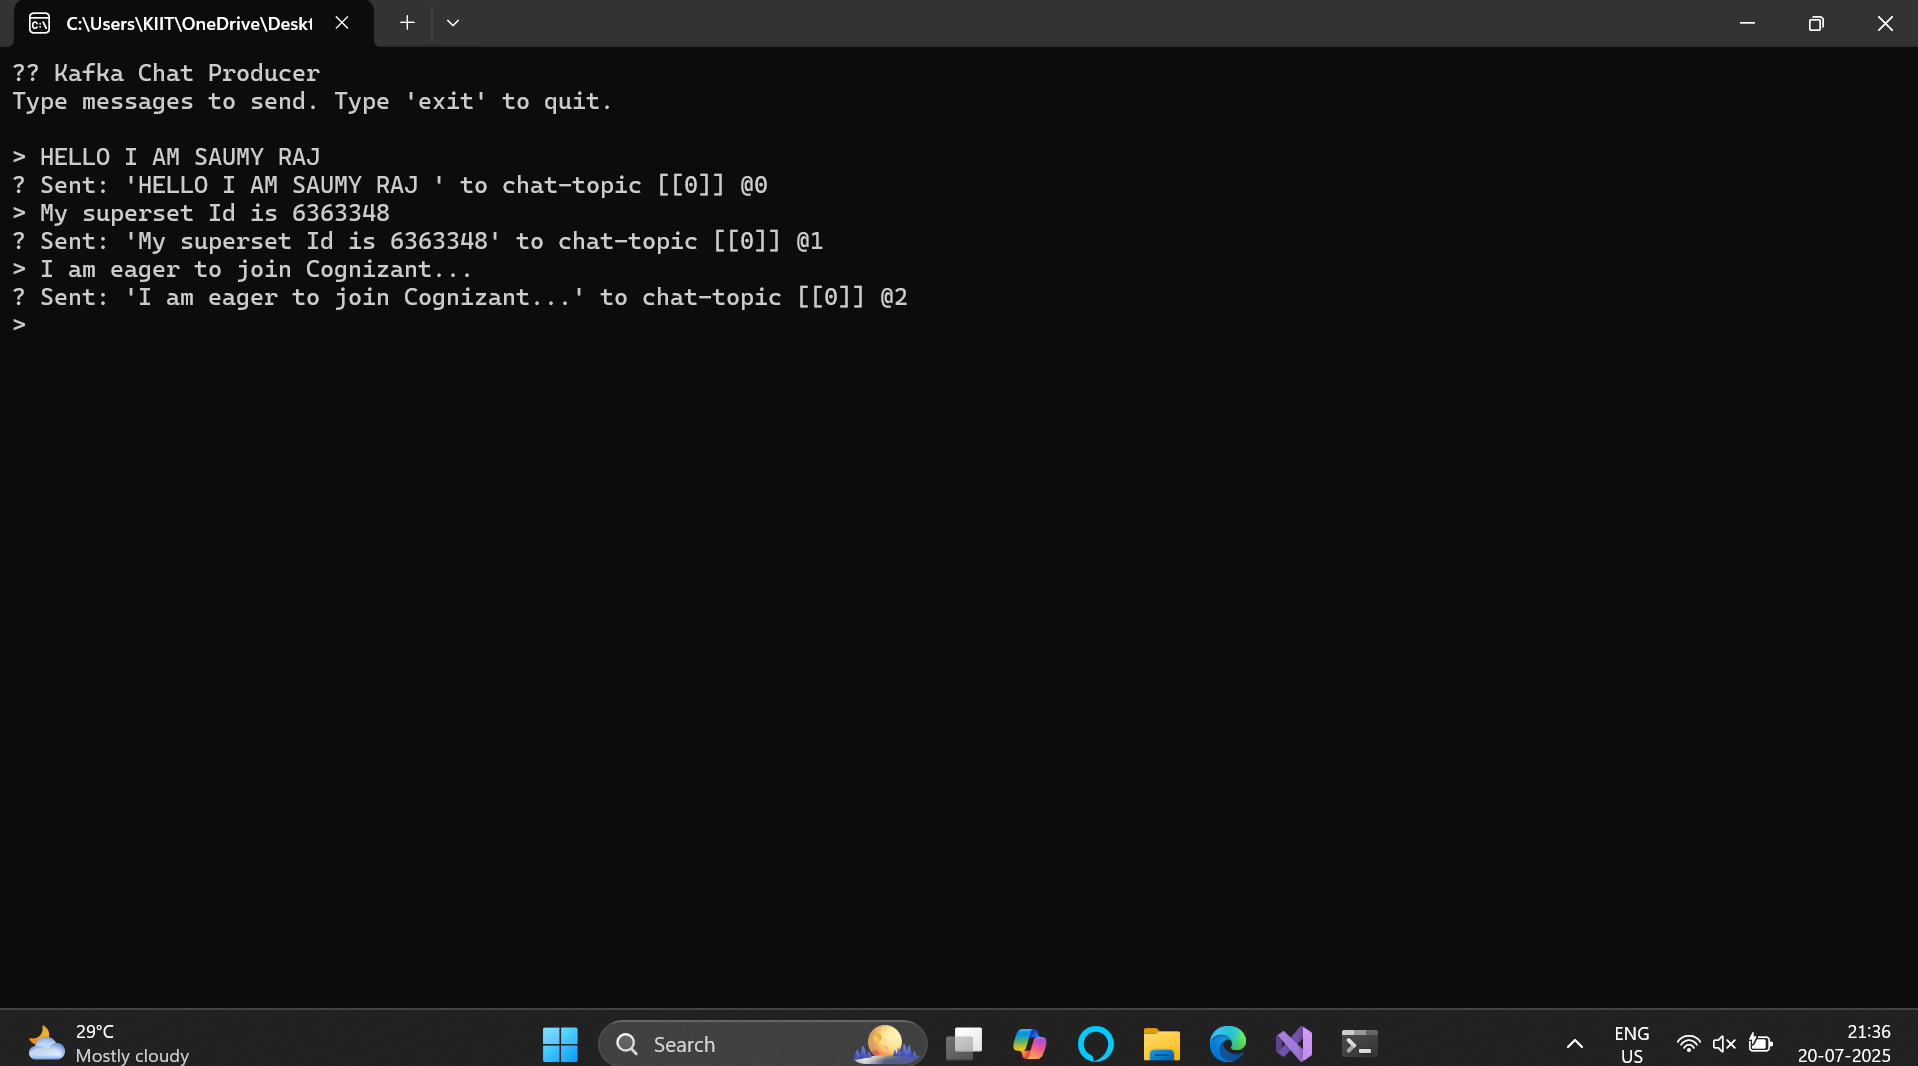 C:\Users\KIIT\OneDrive\Deskt
?? Kafka Chat Producer
Type messages to send. Type 'exit' to quit.
> HELLO I AM SAUMY RAJ
? Sent: 'HELLO I AM SAUMY RAJ ' to chat-topic [[0]] @0
> My superset Id is 6363348
? Sent: 'My superset Id is 6363348' to chat-topic [[0]] @1
> I am eager to join Cognizant...
? Sent: 'I am eager to join Cognizant...' to chat-topic [[0]] @2
>
29°C
Mostly cloudy
Search
ENG
US
21:36
20-07-2025